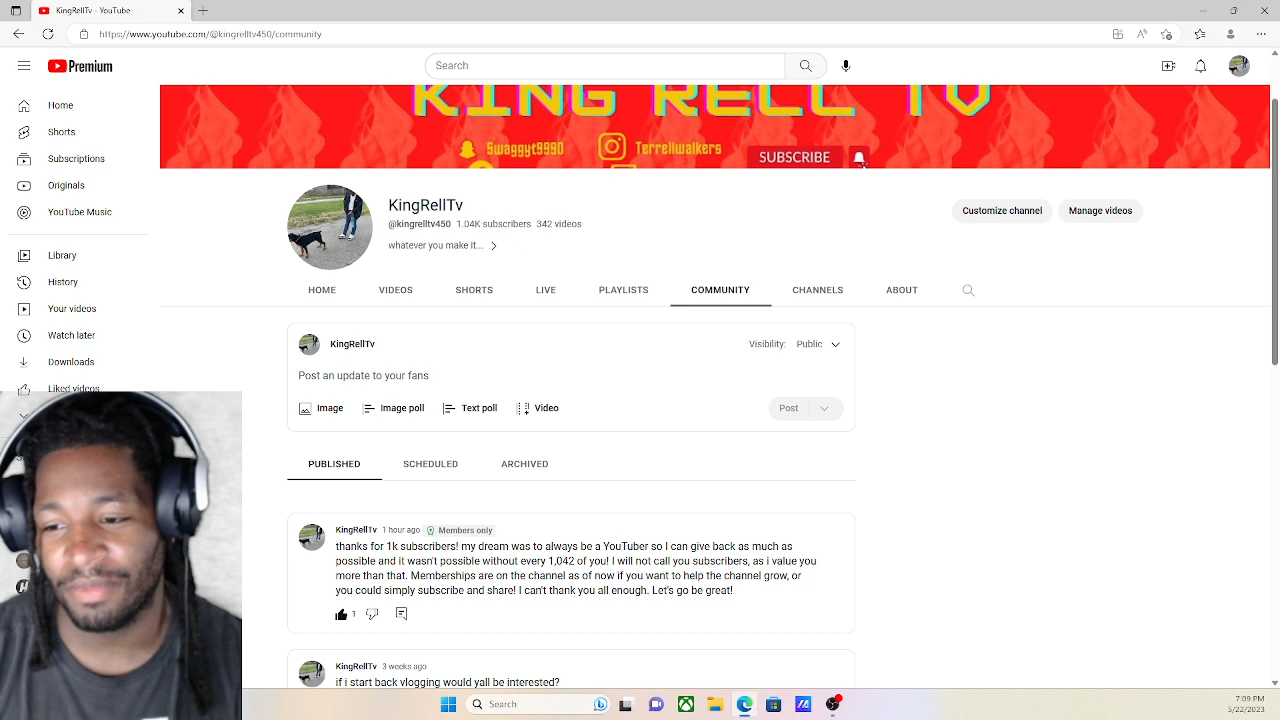 KingRellTv - YouTube
https://www.youtube.com/@kingrelltv450/community
Premium
Search
KING RELL TV
Swaggyt9990
Terrellwalkers
SUBSCRIBE
Home
Shorts
Subscriptions
Originals
YouTube Music
Library
History
Your videos
Watch later
Downloads
Liked videos
KingRellTv
@kingrelltv450 1.04K subscribers 342 videos
whatever you make it...
Customize channel
Manage videos
HOME VIDEOS SHORTS LIVE PLAYLISTS COMMUNITY CHANNELS ABOUT
KingRellTv
Visibility: Public
Post an update to your fans
Image Image poll Text poll Video Post
PUBLISHED SCHEDULED ARCHIVED
KingRellTv 1 hour ago Members only
thanks for 1k subscribers! my dream was to always be a YouTuber so I can give back as much as
possible and it wasn't possible without every 1,042 of you! I will not call you subscribers, as i value you
more than that. Memberships are on the channel as of now if you want to help the channel grow, or
you could simply subscribe and share! I can't thank you all enough. Let's go be great!
1
KingRellTv 3 weeks ago
if i start back vlogging would yall be interested?
Search
7:09 PM
5/22/2023